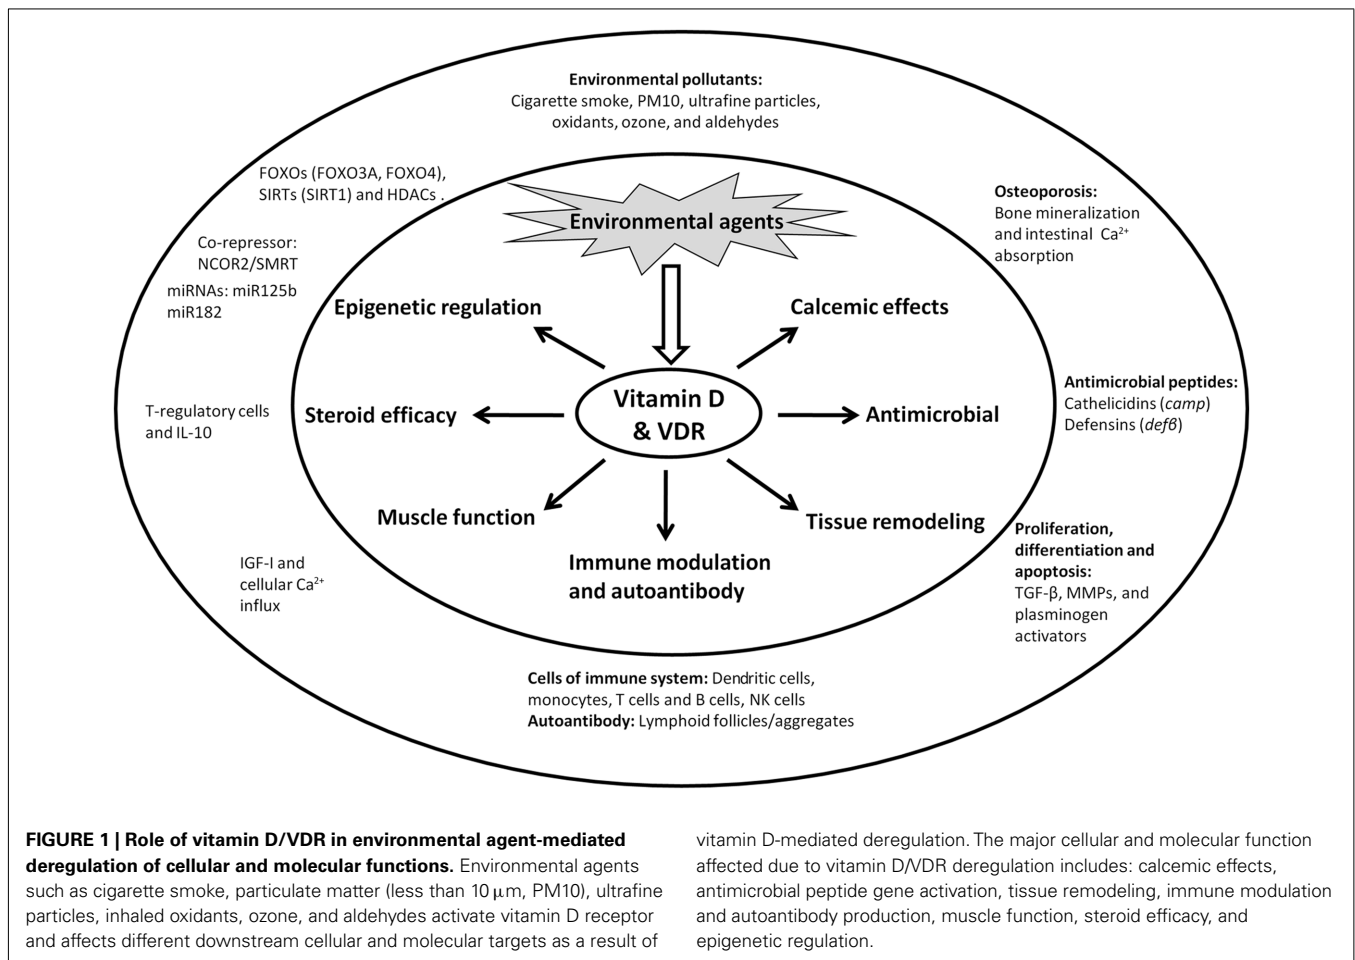 Environmental pollutants:
Cigarette smoke, PM10, ultrafine particles,
oxidants, ozone, and aldehydes
FOXOs (FOXO3A, FOXO4),
SIRTs (SIRT1) and HDACs .
Co-repressor:
NCOR2/SMRT
miRNAs: miR125b
miR182
T-regulatory cells
and IL-10
IGF-I and
cellular Ca²⁺
influx
Osteoporosis:
Bone mineralization
and intestinal Ca²⁺
absorption
Antimicrobial peptides:
Cathelicidins (camp)
Defensins (defβ)
Proliferation,
differentiation and
apoptosis:
TGF-β, MMPs, and
plasminogen
activators
Cells of immune system: Dendritic cells,
monocytes, T cells and B cells, NK cells
Autoantibody: Lymphoid follicles/aggregates
Environmental agents
Epigenetic regulation
Calcemic effects
Steroid efficacy
Vitamin D
& VDR
Antimicrobial
Muscle function
Tissue remodeling
Immune modulation
and autoantibody
FIGURE 1 | Role of vitamin D/VDR in environmental agent-mediated
deregulation of cellular and molecular functions. Environmental agents
such as cigarette smoke, particulate matter (less than 10 μm, PM10), ultrafine
particles, inhaled oxidants, ozone, and aldehydes activate vitamin D receptor
and affects different downstream cellular and molecular targets as a result of
vitamin D-mediated deregulation. The major cellular and molecular function
affected due to vitamin D/VDR deregulation includes: calcemic effects,
antimicrobial peptide gene activation, tissue remodeling, immune modulation
and autoantibody production, muscle function, steroid efficacy, and
epigenetic regulation.